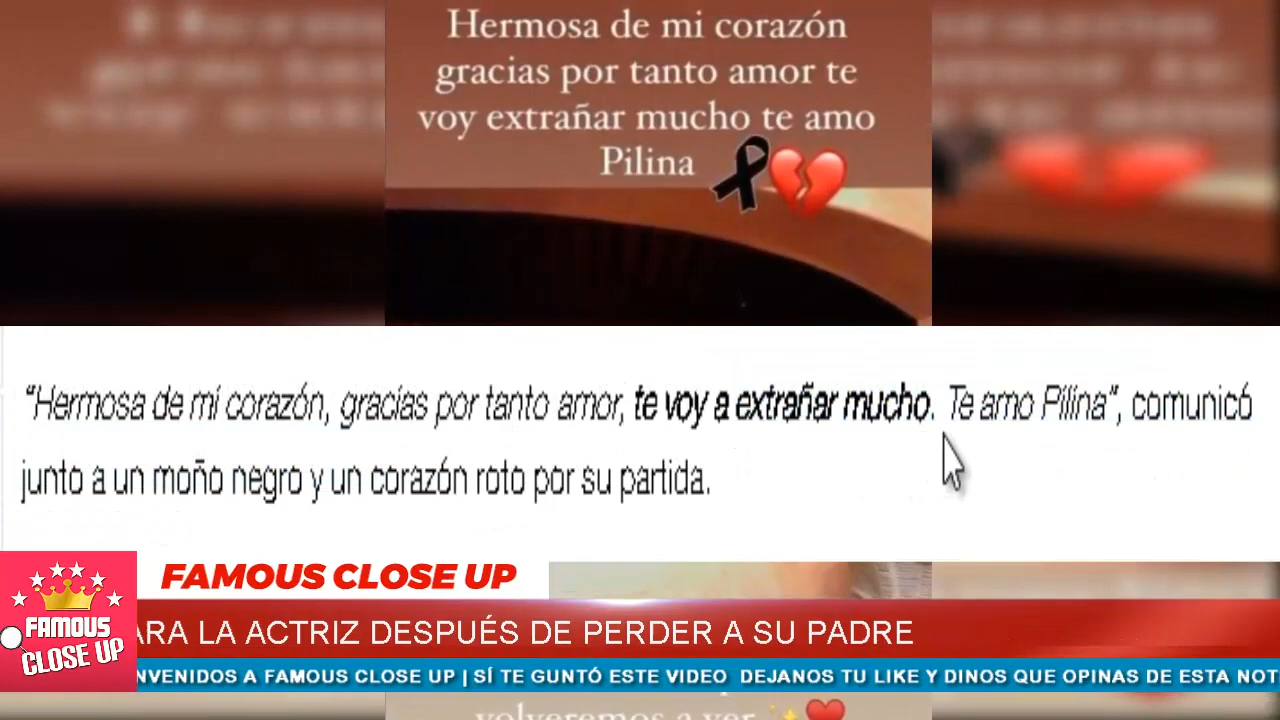 Hermosa de mi corazón
gracias por tanto amor te
voy extrañar mucho te amo
Pilina
"Hermosa de mi corazón, gracias por tanto amor, te voy a extrañar mucho. Te amo Pilina", comunicó
junto a un moño negro y un corazón roto por su partida.
FAMOUS CLOSE UP
FAMOUS
CLOSE UP
ARA LA ACTRIZ DESPUÉS DE PERDER A SU PADRE
NVENIDOS A FAMOUS CLOSE UP | SÍ TE GUNTÓ ESTE VIDEO DEJANOS TU LIKE Y DINOS QUE OPINAS DE ESTA NOT
volveremos a ver